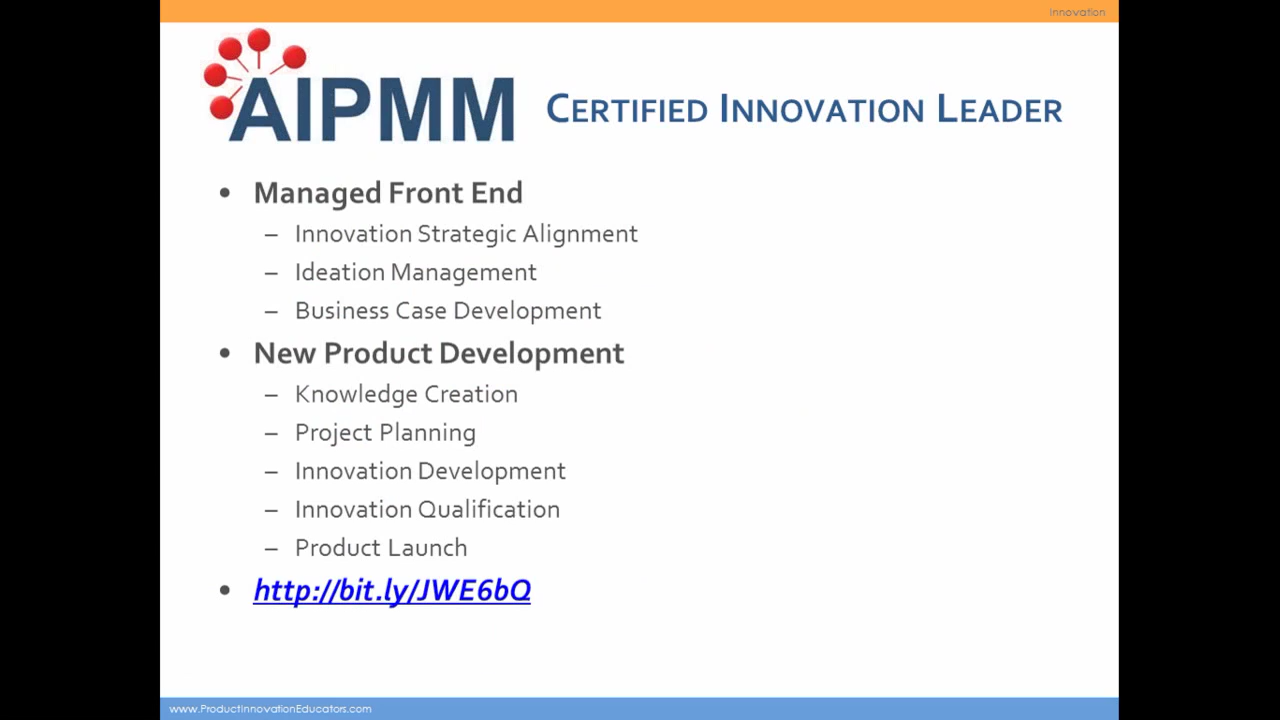 Innovation
AIPMM
CERTIFIED INNOVATION LEADER
• Managed Front End
– Innovation Strategic Alignment
– Ideation Management
– Business Case Development
• New Product Development
– Knowledge Creation
– Project Planning
– Innovation Development
– Innovation Qualification
– Product Launch
• http://bit.ly/JWE6bQ
www.ProductInnovationEducators.com